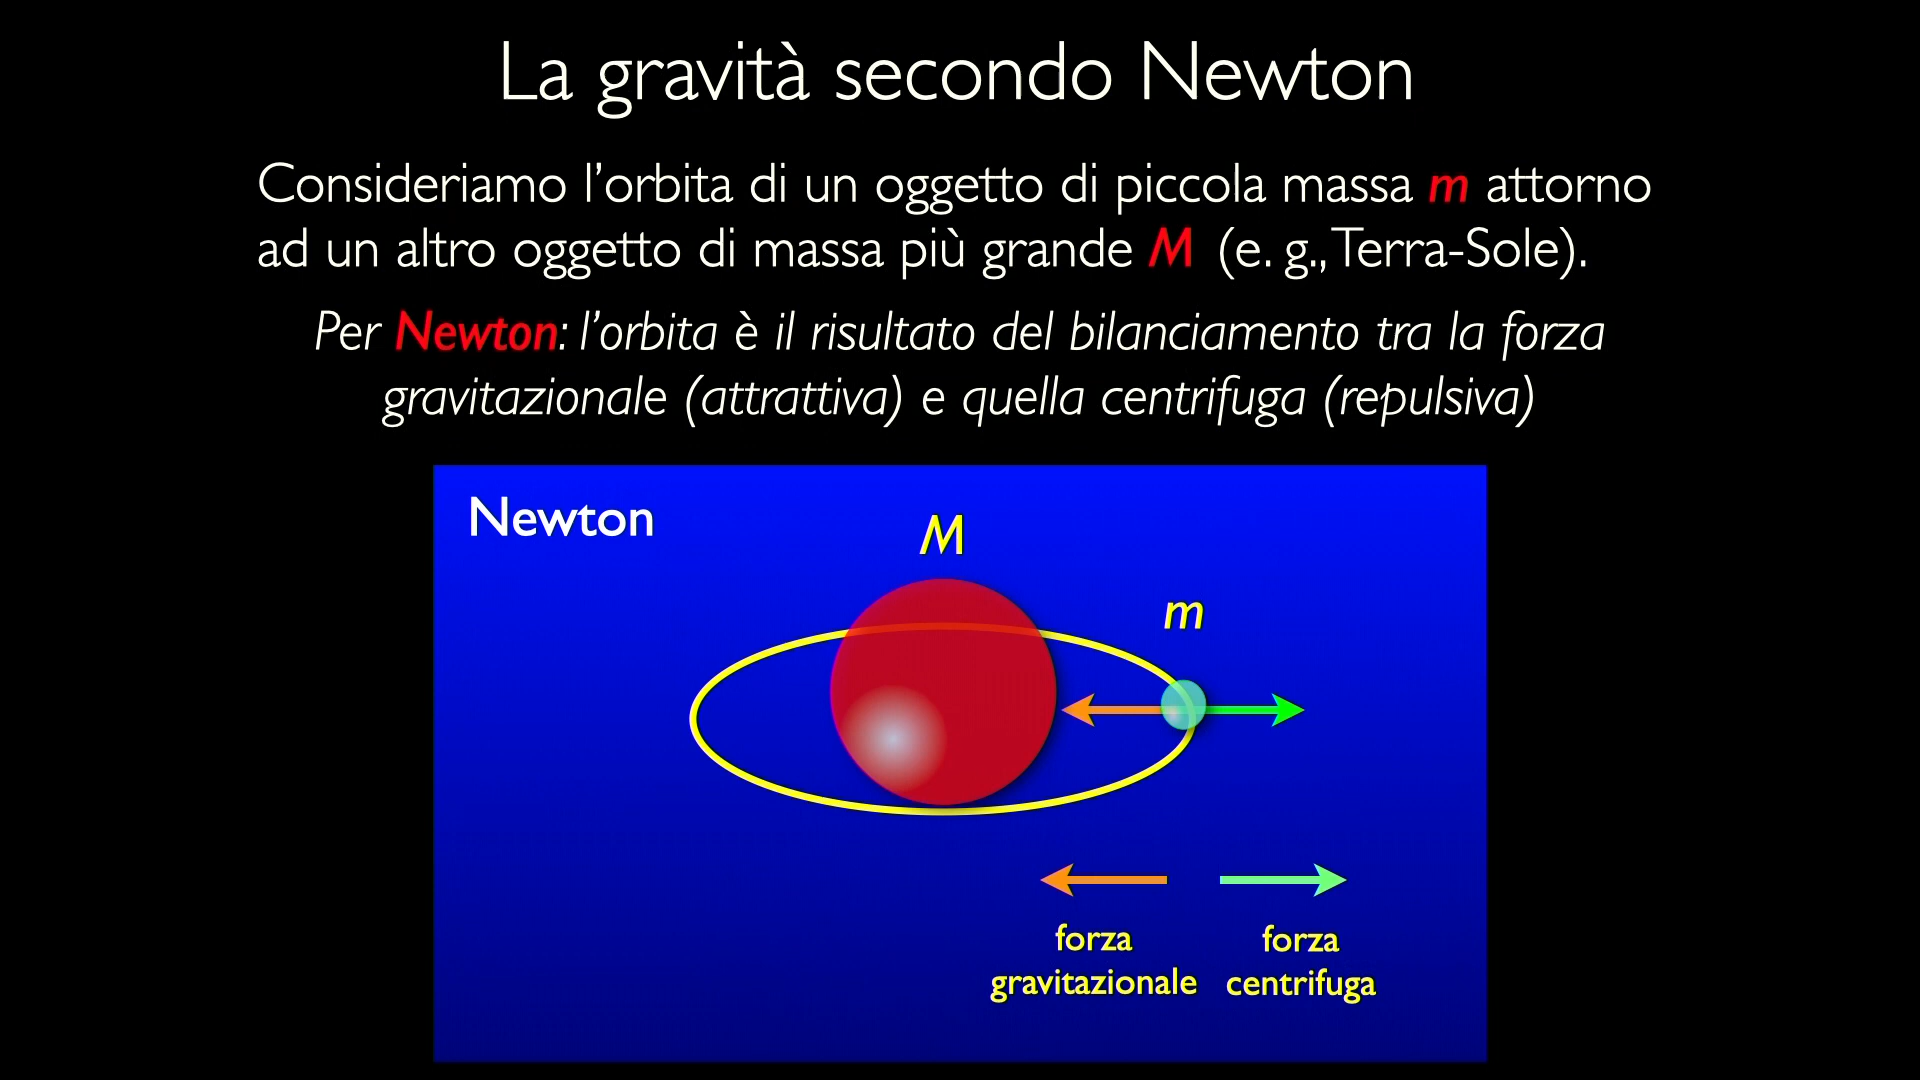 La gravità secondo Newton
Consideriamo l’orbita di un oggetto di piccola massa m attorno
ad un altro oggetto di massa più grande M (e. g., Terra-Sole).
Per Newton: l’orbita è il risultato del bilanciamento tra la forza
gravitazionale (attrattiva) e quella centrifuga (repulsiva)
Newton
M
m
forza
gravitazionale
forza
centrifuga